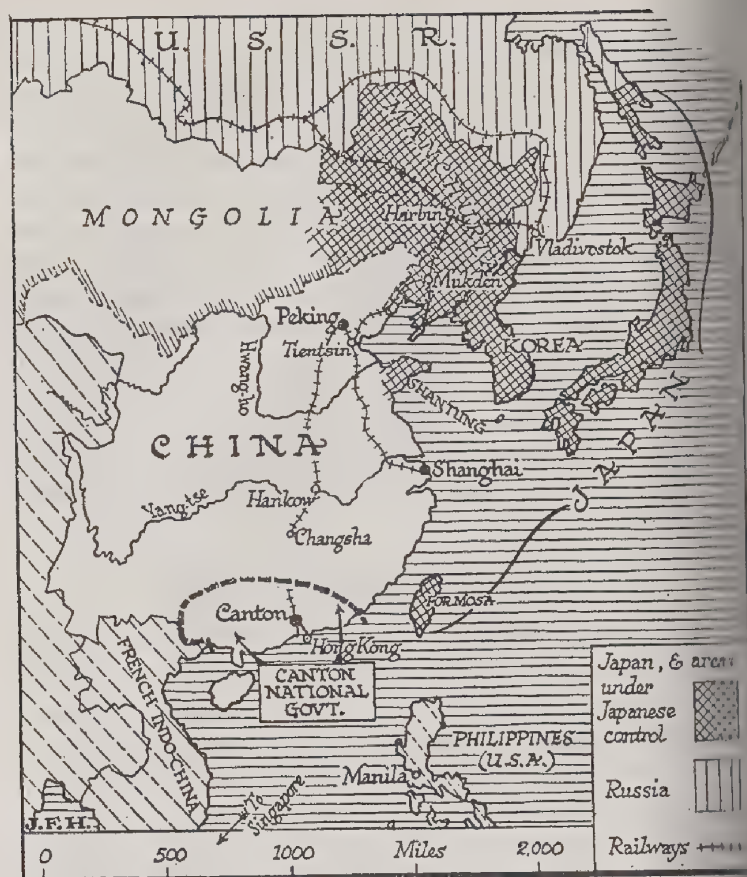 U. S. S. R.
MANCHURIA
MONGOLIA
Harbin
Vladivostok
Mukden
Peking
Tientsin
KOREA
Hwang-ho
SHANTUNG
CHINA
JAPAN
Shanghai
Yang-tse
Hankow
Changsha
FORMOSA
Canton
Hong Kong
CANTON
NATIONAL
GOVT.
FRENCH INDO-CHINA
PHILIPPINES
(U.S.A.)
Manila
To
Singapore
J.F.H.
Japan, & areas
under
Japanese
control
Russia
Railways
0 500 1000 Miles 2,000